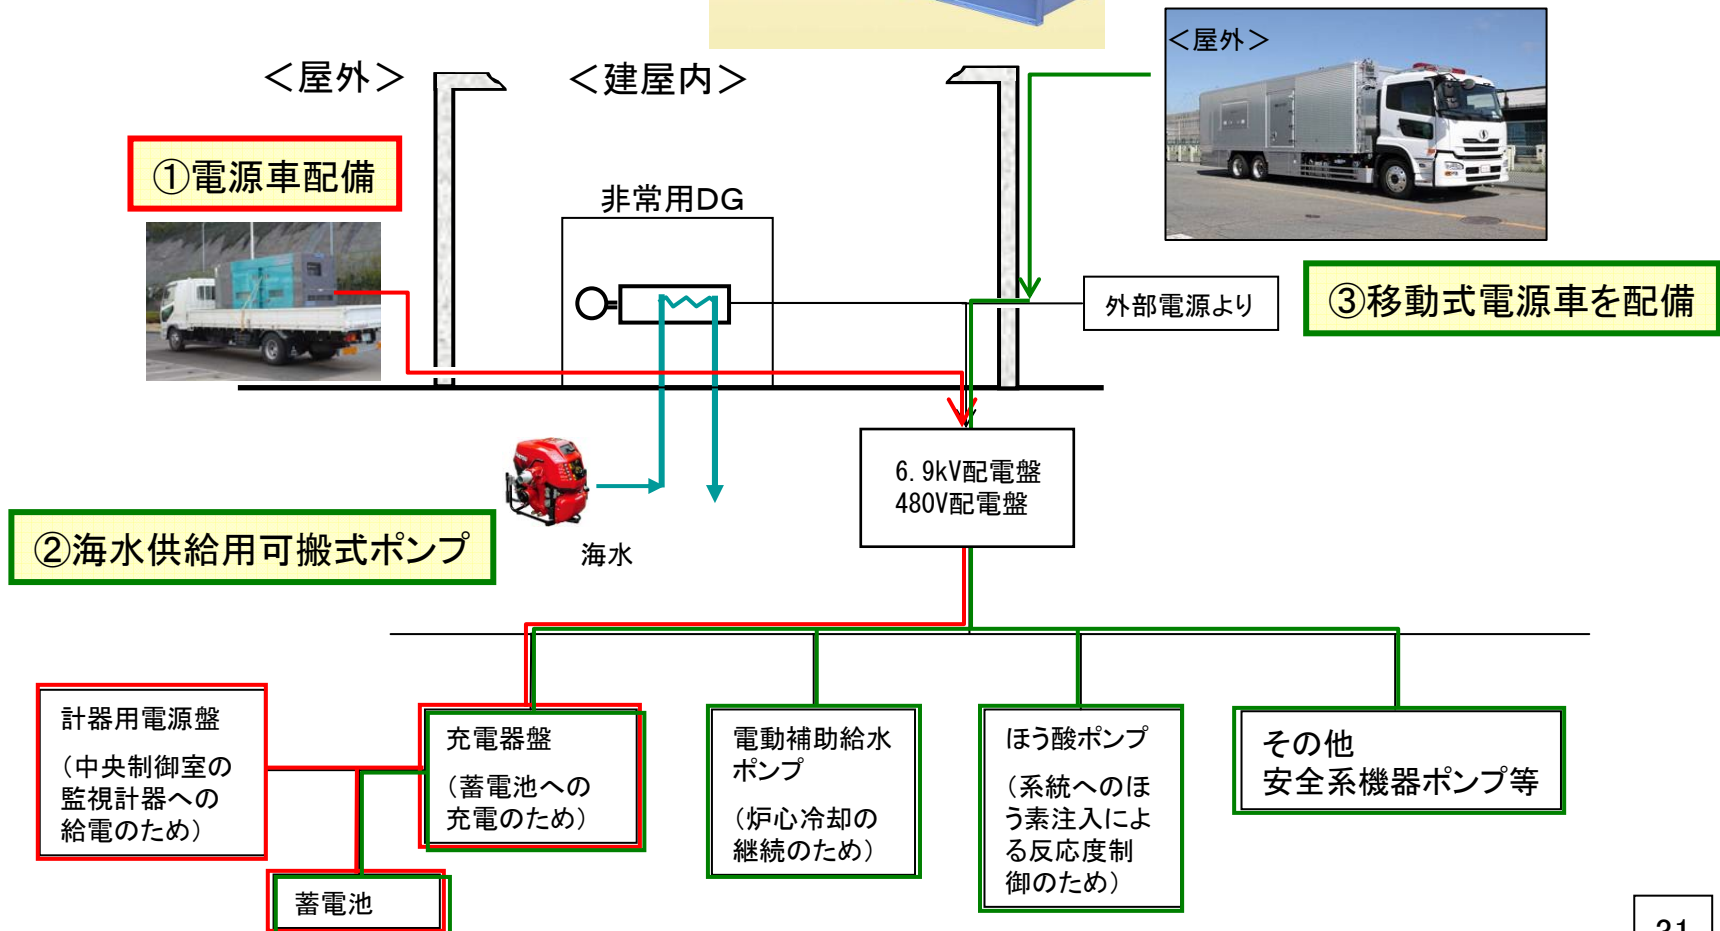 ＜屋外＞
＜建屋内＞
＜屋外＞
①電源車配備
非常用DG
外部電源より
③移動式電源車を配備
6.9kV配電盤
480V配電盤
②海水供給用可搬式ポンプ
海水
計器用電源盤
（中央制御室の
監視計器への
給電のため）
充電器盤
（蓄電池への
充電のため）
電動補助給水
ポンプ
（炉心冷却の
継続のため）
ほう酸ポンプ
（系統へのほ
う素注入によ
る反応度制
御のため）
その他
安全系機器ポンプ等
蓄電池
31